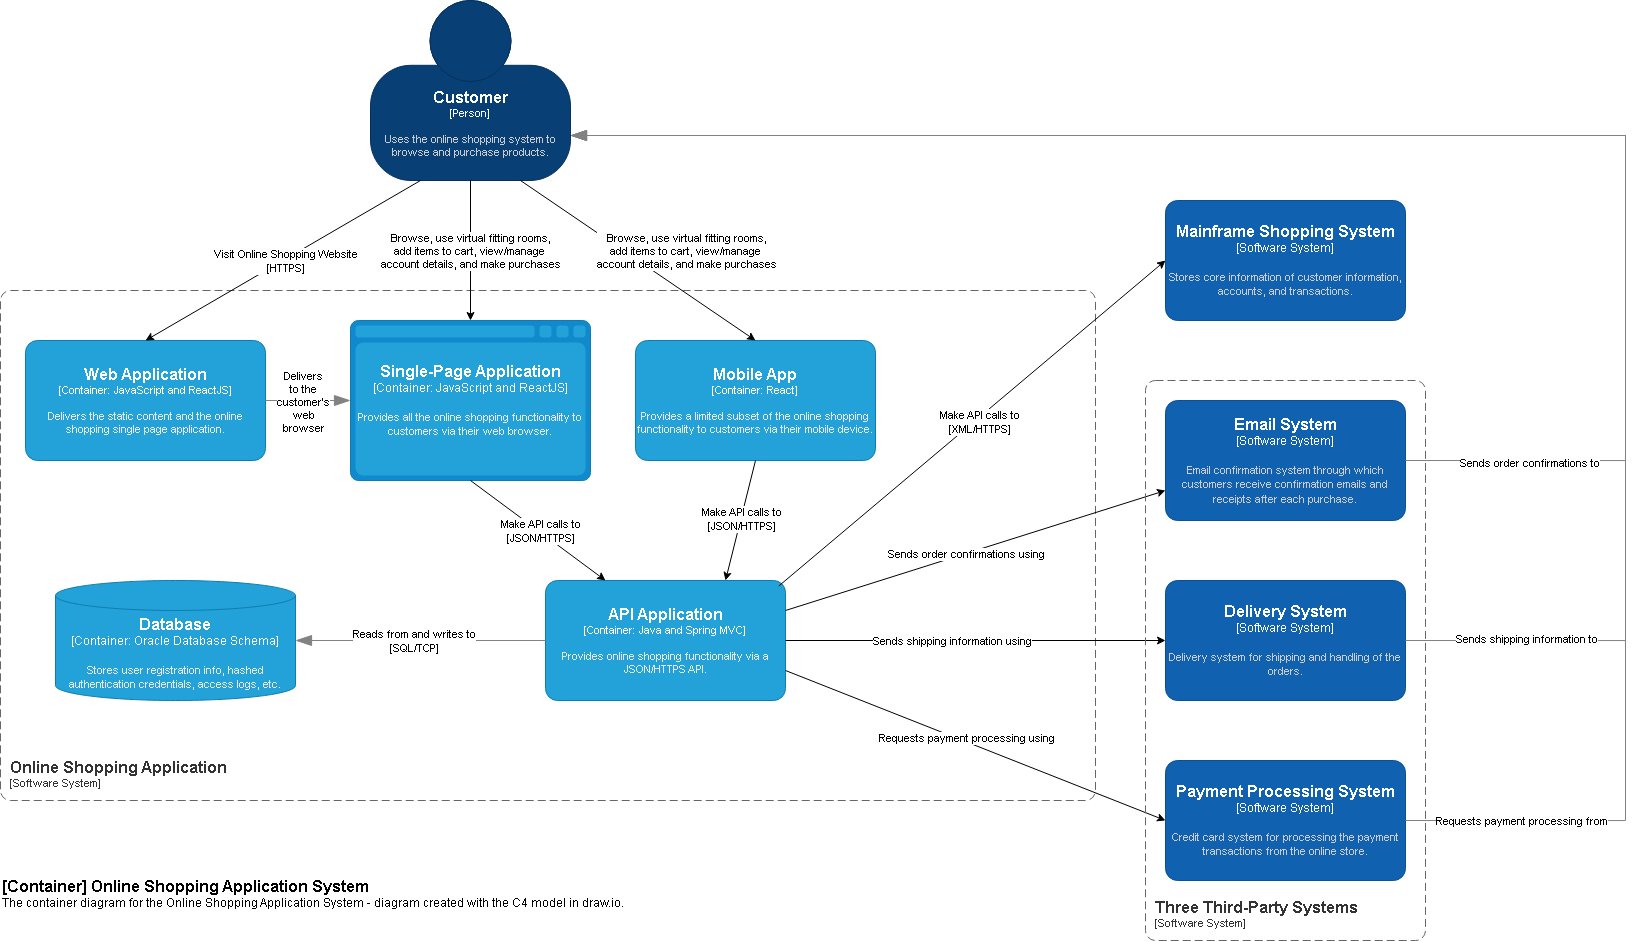 Customer
[Person]
Uses the online shopping system to
browse and purchase products.
Visit Online Shopping Website
[HTTPS]
Browse, use virtual fitting rooms,
add items to cart, view/manage
account details, and make purchases
Browse, use virtual fitting rooms,
add items to cart, view/manage
account details, and make purchases
Mainframe Shopping System
[Software System]
Stores core information of customer information,
accounts, and transactions.
Web Application
[Container: JavaScript and ReactJS]
Delivers the static content and the online
shopping single page application.
Delivers
to the
customer's
web
browser
Single-Page Application
[Container: JavaScript and ReactJS]
Provides all the online shopping functionality to
customers via their web browser.
Mobile App
[Container: React]
Provides a limited subset of the online shopping
functionality to customers via their mobile device.
Make API calls to
[XML/HTTPS]
Email System
[Software System]
Email confirmation system through which
customers receive confirmation emails and
receipts after each purchase.
Sends order confirmations to
Make API calls to
[JSON/HTTPS]
Make API calls to
[JSON/HTTPS]
Sends order confirmations using
Database
[Container: Oracle Database Schema]
Stores user registration info, hashed
authentication credentials, access logs, etc.
Reads from and writes to
[SQL/TCP]
API Application
[Container: Java and Spring MVC]
Provides online shopping functionality via a
JSON/HTTPS API.
Sends shipping information using
Delivery System
[Software System]
Delivery system for shipping and handling of the
orders.
Sends shipping information to
Requests payment processing using
Payment Processing System
[Software System]
Credit card system for processing the payment
transactions from the online store.
Requests payment processing from
Online Shopping Application
[Software System]
[Container] Online Shopping Application System
The container diagram for the Online Shopping Application System - diagram created with the C4 model in draw.io.
Three Third-Party Systems
[Software System]